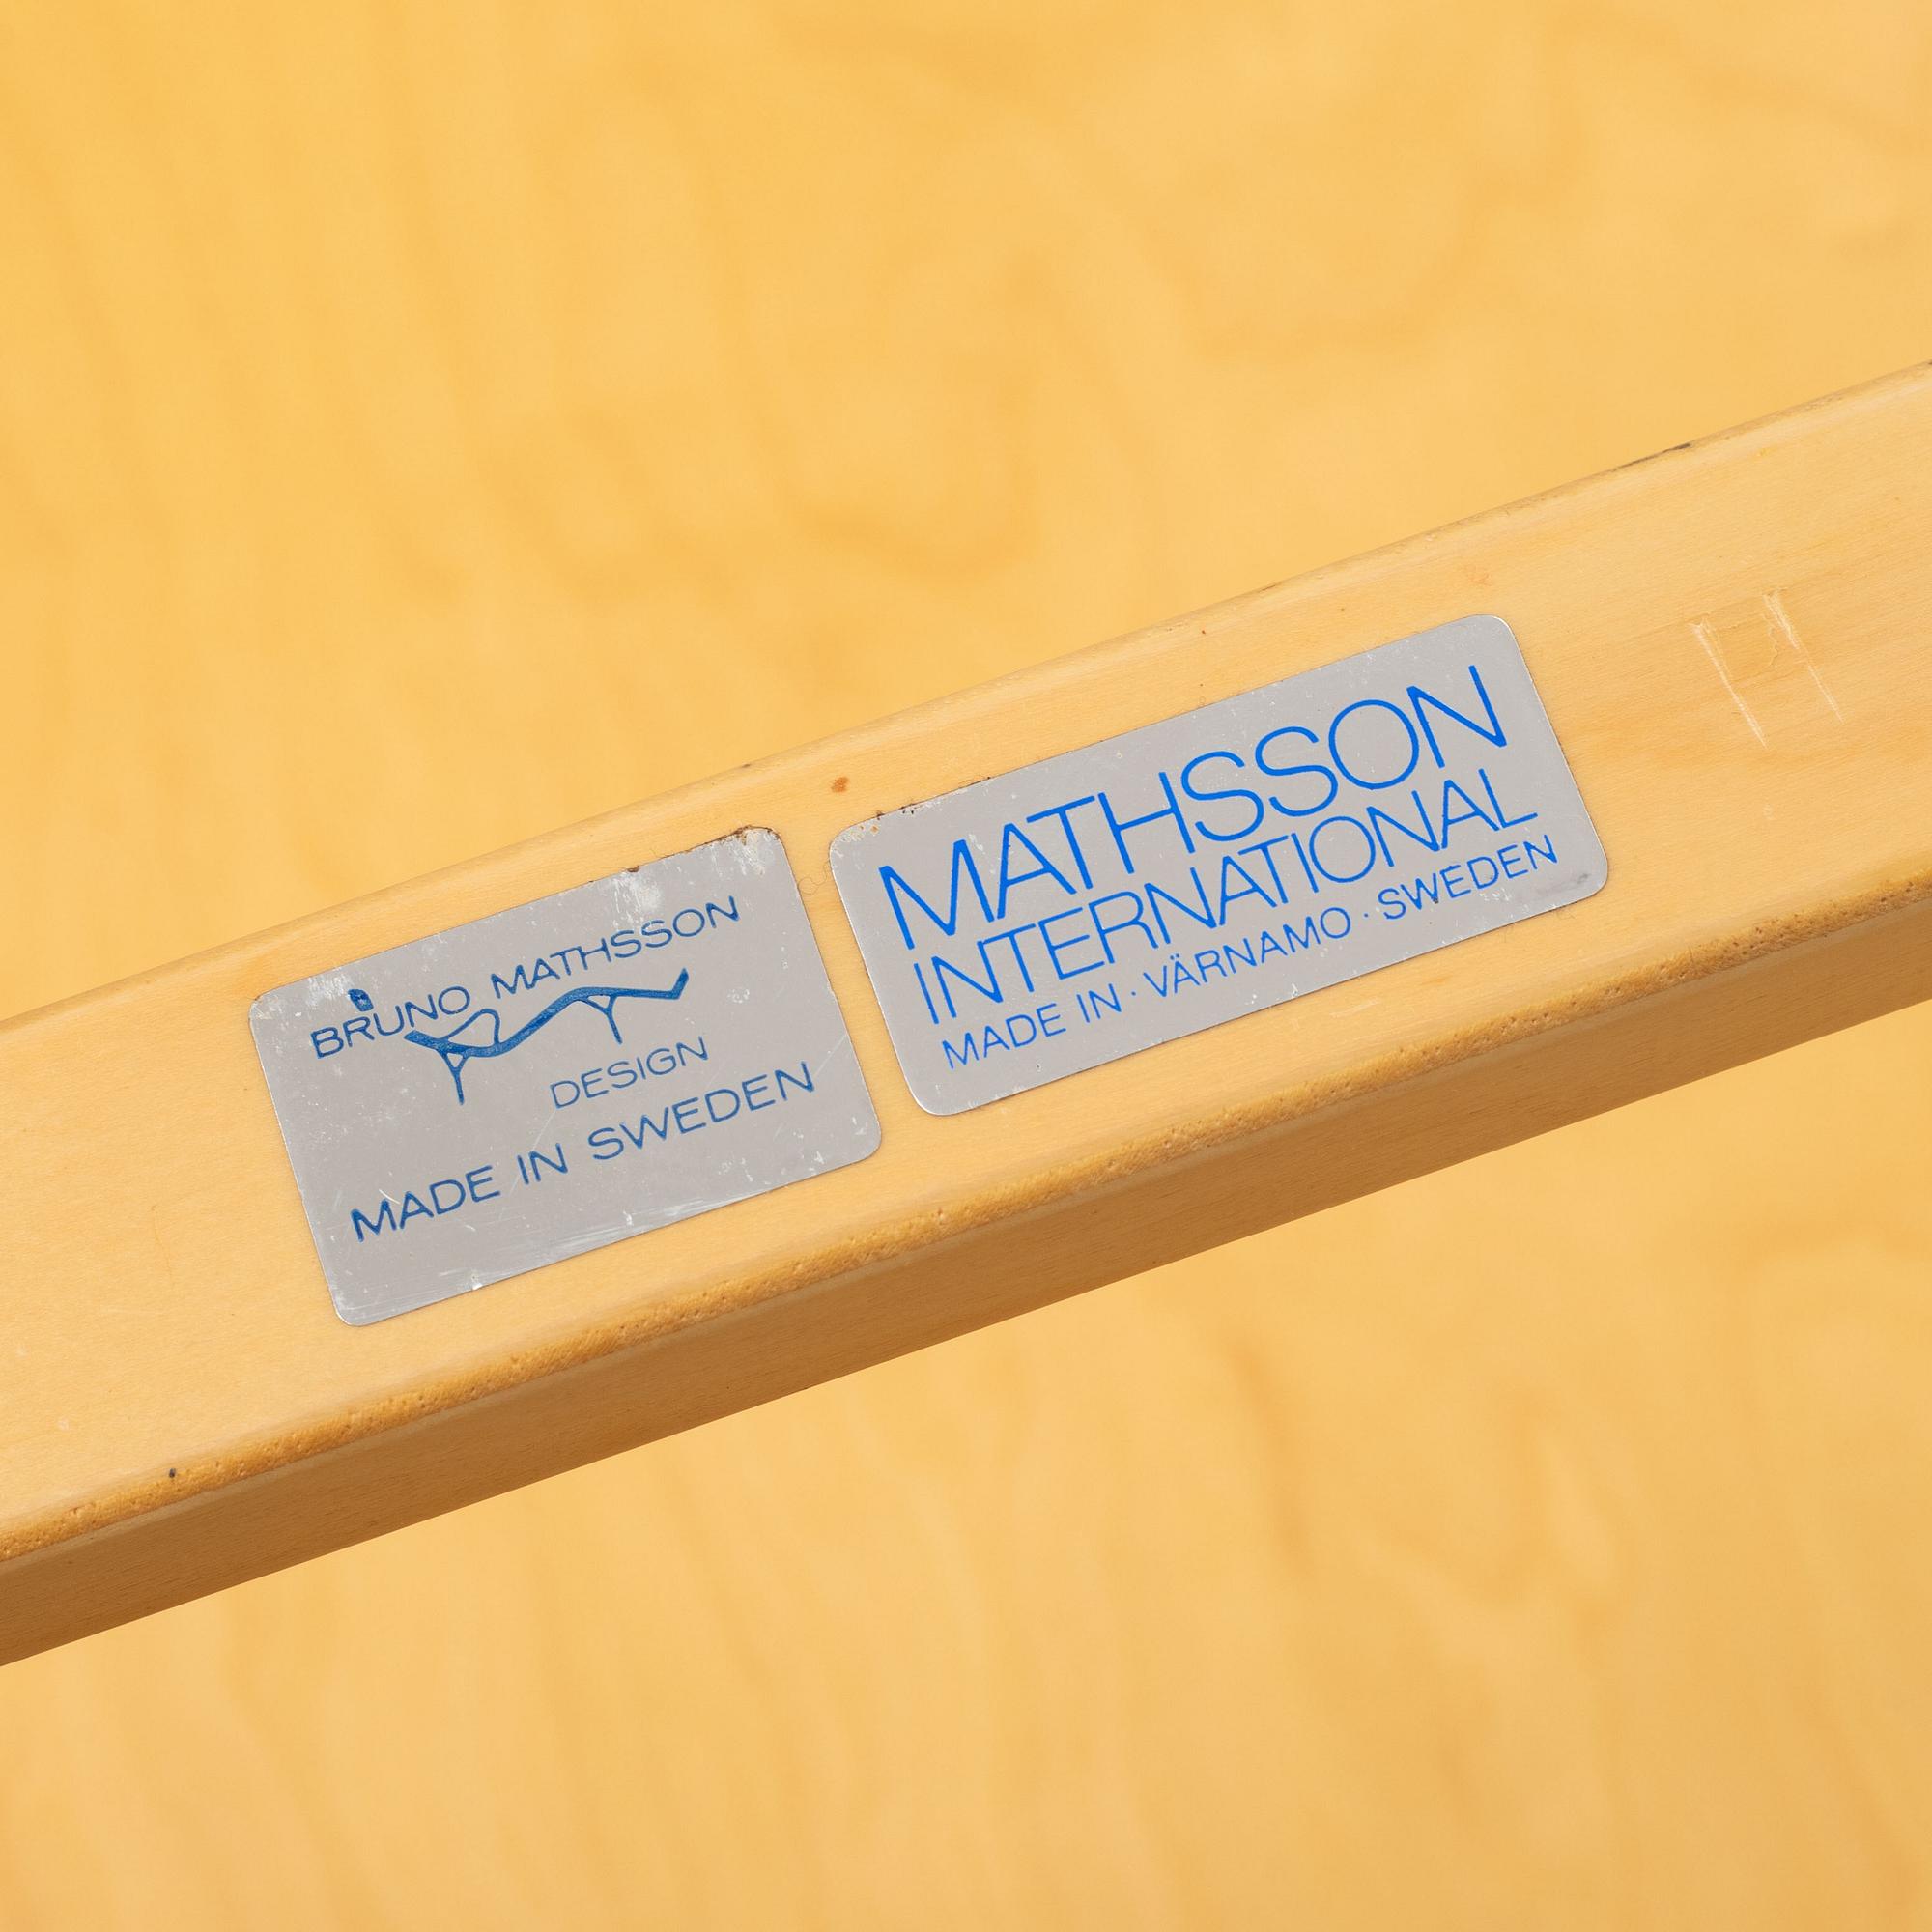 BRUNO MATHSSON
DESIGN
MADE IN SWEDEN
MATHSSON
INTERNATIONAL
MADE IN · VÄRNAMO · SWEDEN